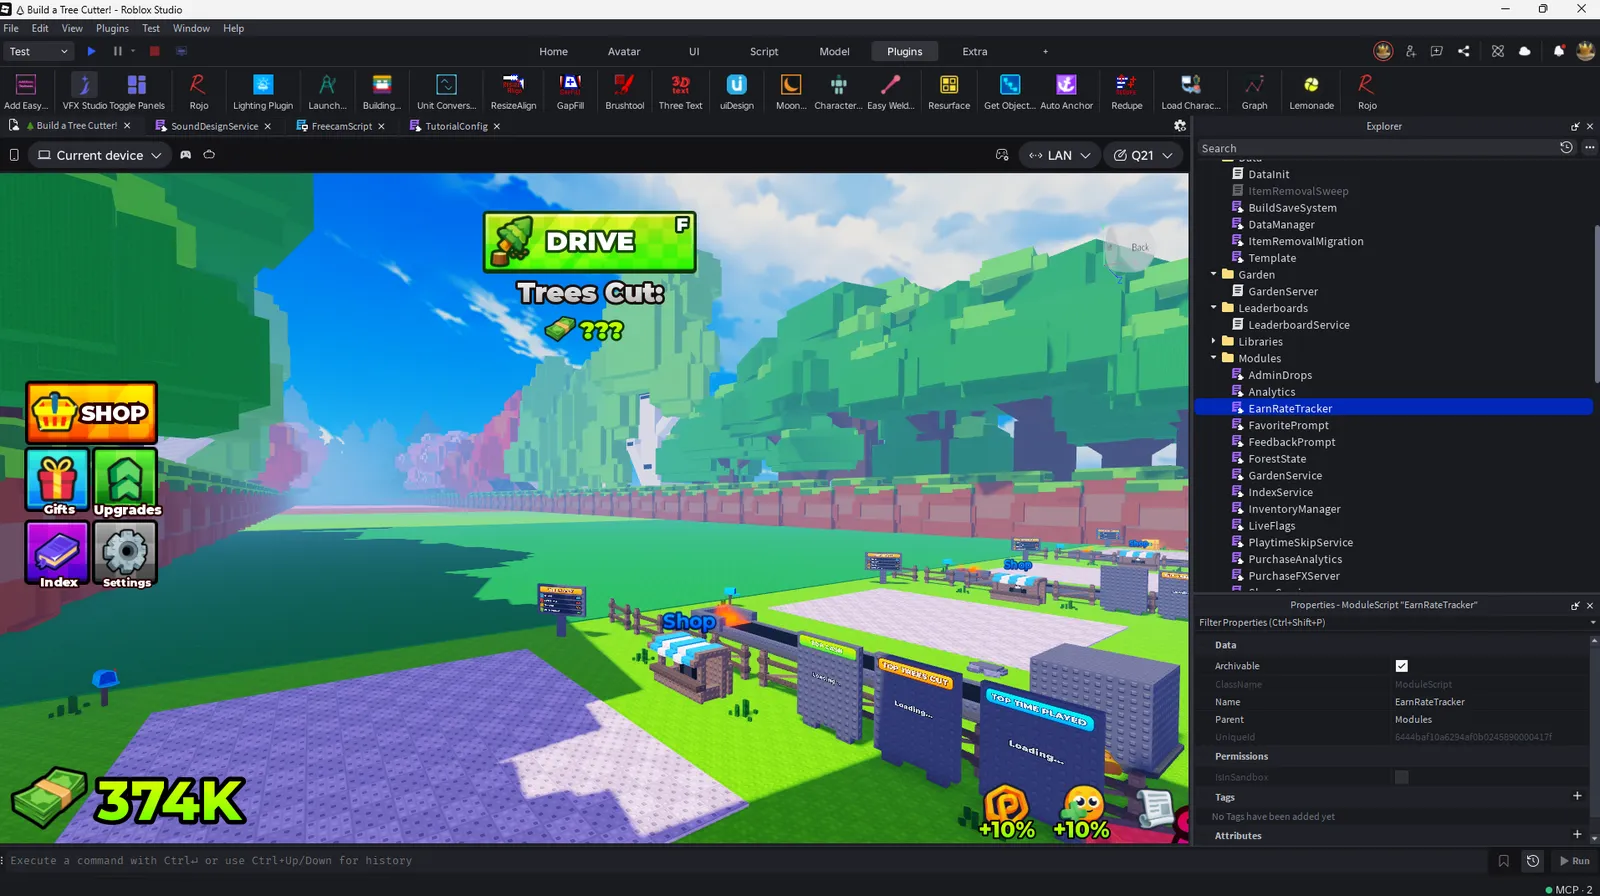 Build a Tree Cutter! - Roblox Studio
File Edit View Plugins Test Window Help
Test
Home Avatar UI Script Model Plugins Extra +
Add Easy... VFX Studio Toggle Panels Rojo Lighting Plugin Launch... Building... Unit Convers... ResizeAlign GapFill Brushtool Three Text uiDesign Moon... Character... Easy Weld... Resurface Get Object... Auto Anchor Redupe Load Charac... Graph Lemonade Rojo
Build a Tree Cutter! SoundDesignService FreecamScript TutorialConfig
Current device
LAN
Q21
DRIVE
F
Trees Cut:
???
Back
SHOP
Gifts
Upgrades
Index
Settings
Shop
Shop
Shop
TOP TREES CUT
Loading...
TOP TIME PLAYED
Loading...
Loading...
374K
+10%
+10%
Explorer
Search
Data
DataInit
ItemRemovalSweep
BuildSaveSystem
DataManager
ItemRemovalMigration
Template
Garden
GardenServer
Leaderboards
LeaderboardService
Libraries
Modules
AdminDrops
Analytics
EarnRateTracker
FavoritePrompt
FeedbackPrompt
ForestState
GardenService
IndexService
InventoryManager
LiveFlags
PlaytimeSkipService
PurchaseAnalytics
PurchaseFXServer
Properties - ModuleScript "EarnRateTracker"
Filter Properties (Ctrl+Shift+P)
Data
Archivable
ClassName ModuleScript
Name EarnRateTracker
Parent Modules
UniqueId 6444baf10a6294af0b0245890000417f
Permissions
IsInSandbox
Tags
No Tags have been added yet
Attributes
Execute a command with Ctrl↵ or use Ctrl+Up/Down for history
Run
MCP · 2